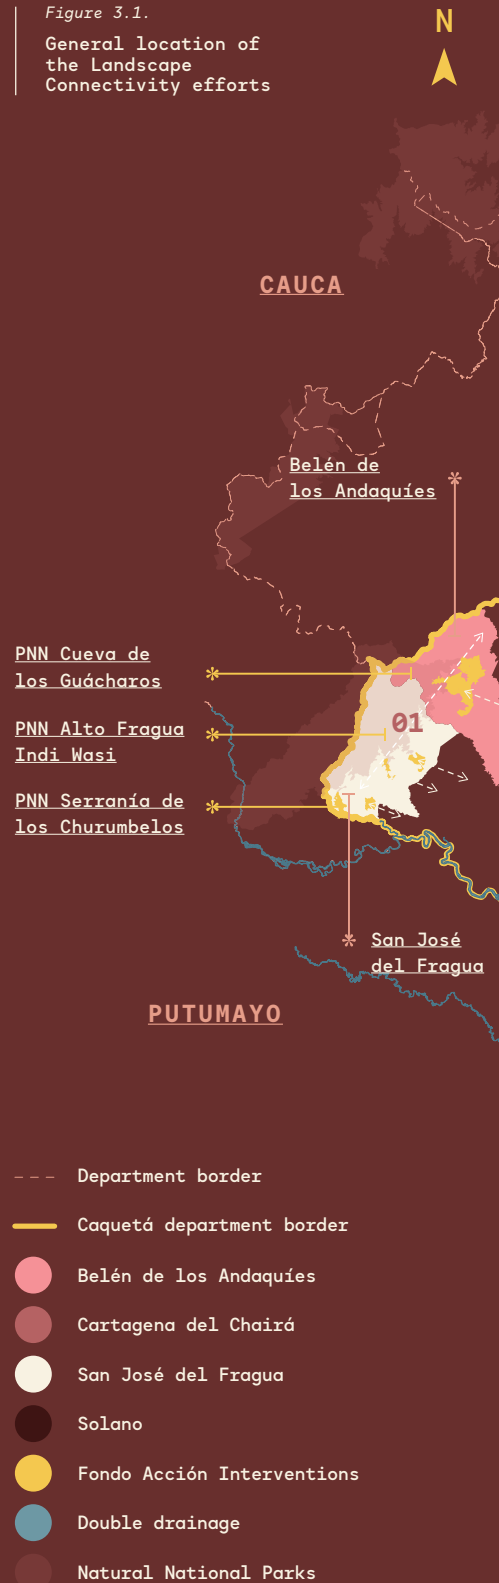 Figure 3.1.
General location of
the Landscape
Connectivity efforts
N
CAUCA
Belén de
los Andaquíes
PNN Cueva de
los Guácharos
PNN Alto Fragua
Indi Wasi
01
PNN Serranía de
los Churumbelos
San José
del Fragua
PUTUMAYO
Department border
Caquetá department border
Belén de los Andaquíes
Cartagena del Chairá
San José del Fragua
Solano
Fondo Acción Interventions
Double drainage
Natural National Parks